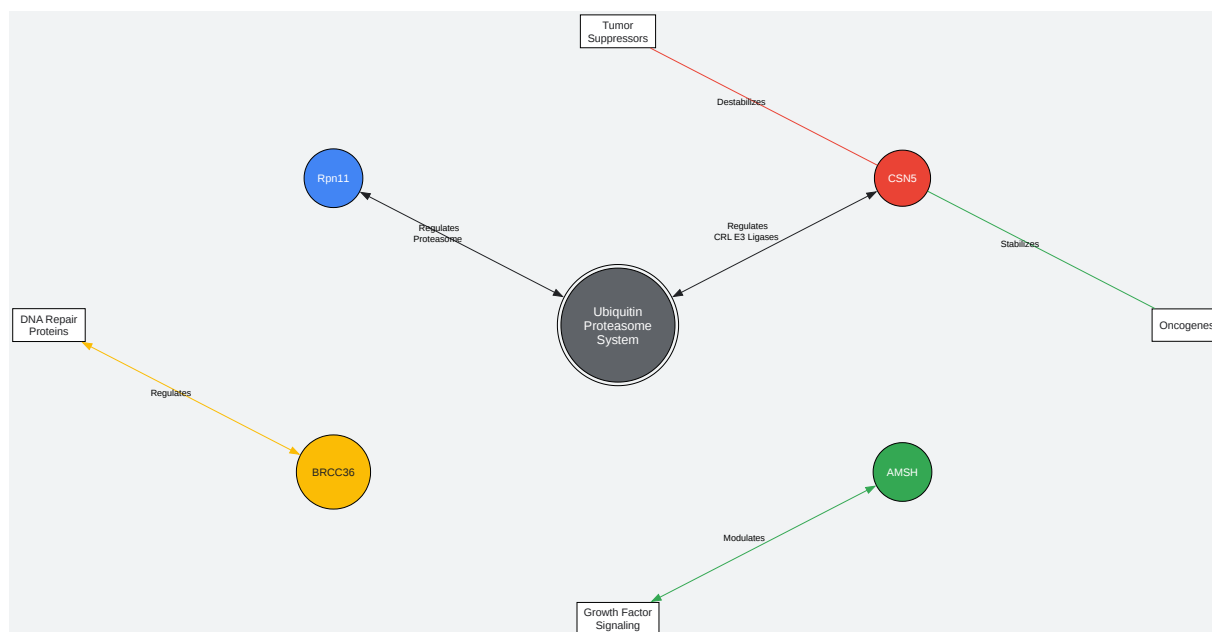 Tumor
Suppressors
Destabilizes
Rpn11
CSN5
Regulates
Proteasome
Regulates
CRL E3 Ligases
Stabilizes
Ubiquitin
Proteasome
System
DNA Repair
Proteins
Oncogenes
Regulates
BRCC36
AMSH
Modulates
Growth Factor
Signaling